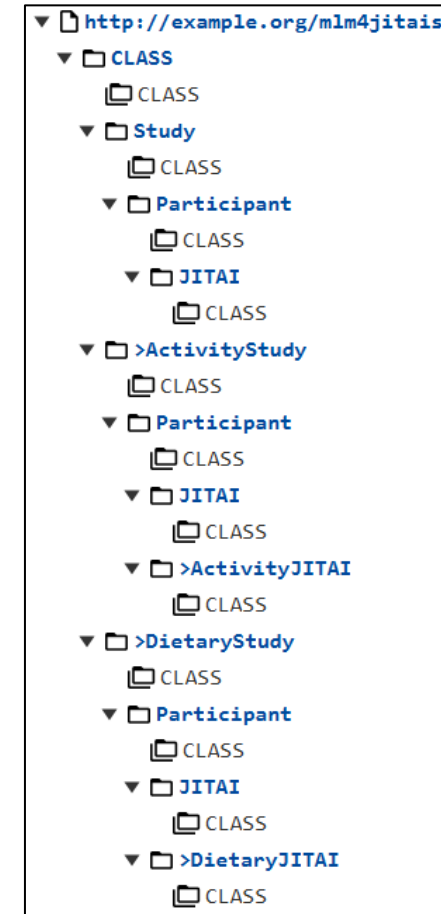 http://example.org/mlm4jitais
CLASS
CLASS
Study
CLASS
Participant
CLASS
JITAI
CLASS
>ActivityStudy
CLASS
Participant
CLASS
JITAI
CLASS
>ActivityJITAI
CLASS
>DietaryStudy
CLASS
Participant
CLASS
JITAI
CLASS
>DietaryJITAI
CLASS